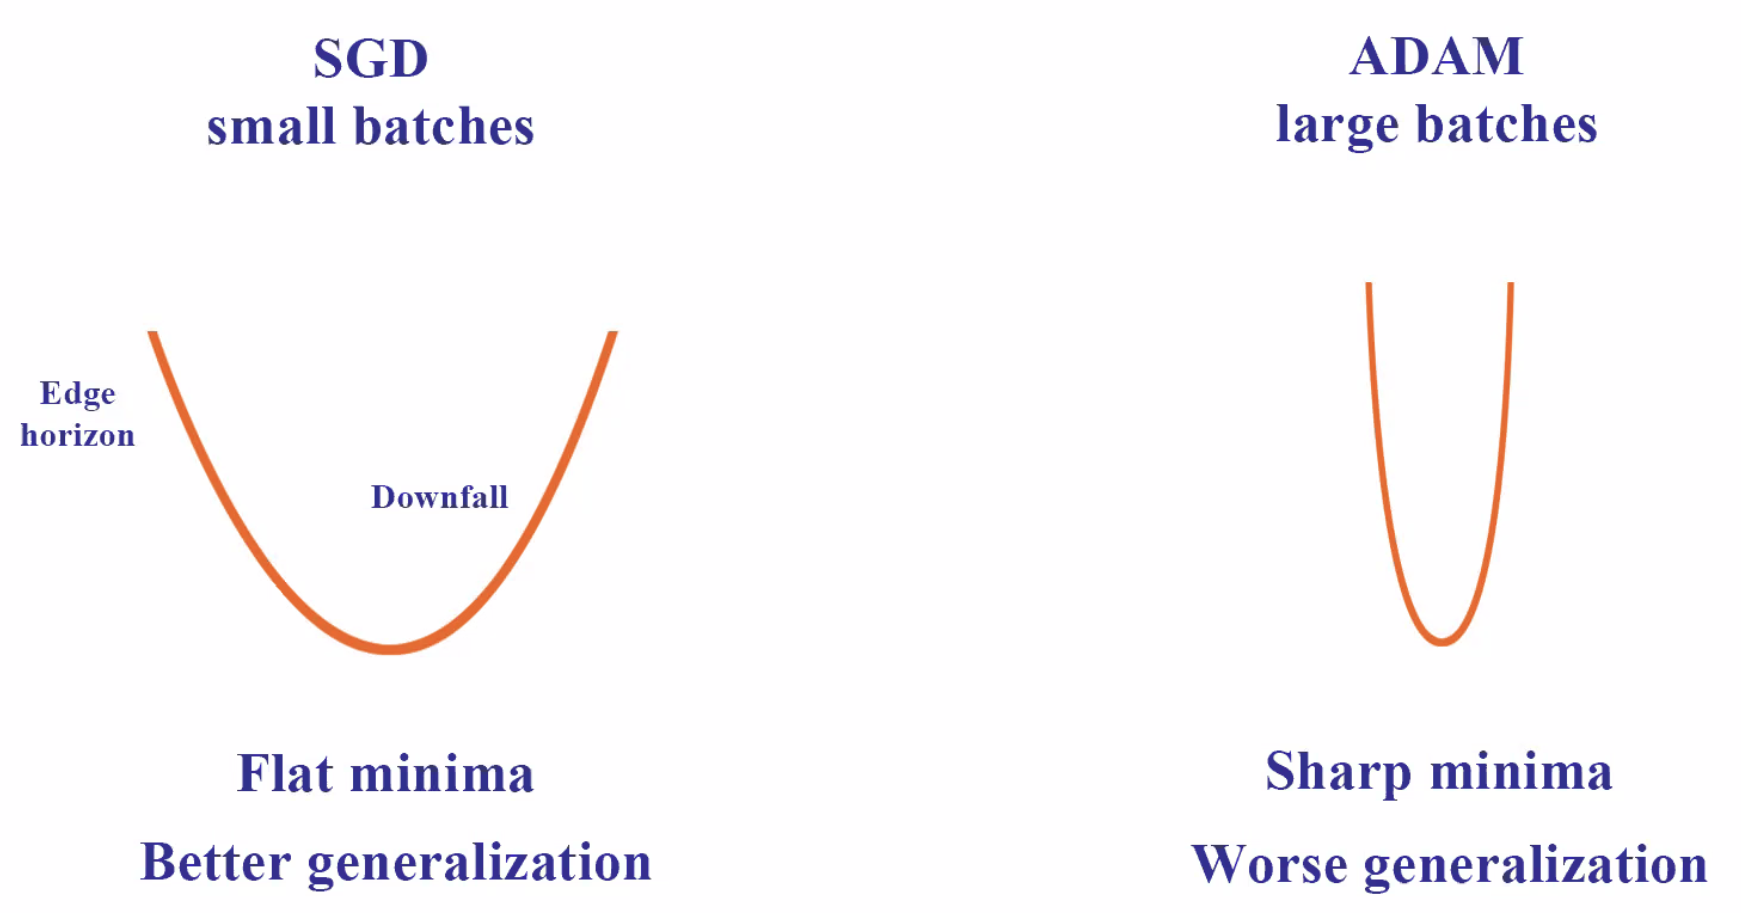 SGD
small batches
ADAM
large batches
Edge
horizon
Downfall
Flat minima
Better generalization
Sharp minima
Worse generalization